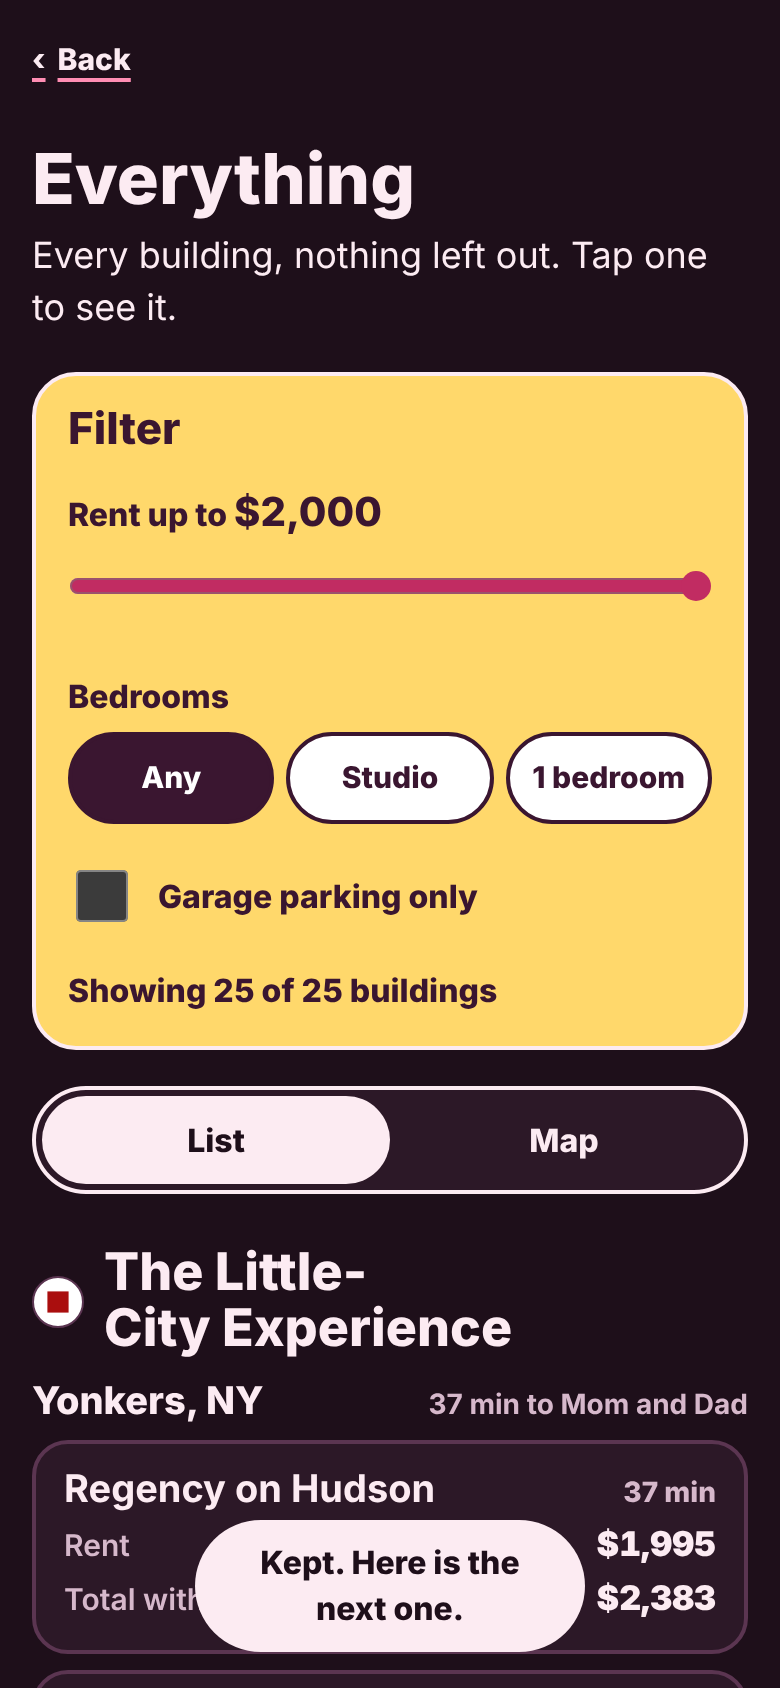 ‹ Back
Everything
Every building, nothing left out. Tap one
to see it.
Filter
Rent up to $2,000
Bedrooms
Any Studio 1 bedroom
Garage parking only
Showing 25 of 25 buildings
List Map
The Little-
City Experience
Yonkers, NY 37 min to Mom and Dad
Regency on Hudson 37 min
Rent $1,995
Total $2,383
Kept. Here is the
next one.